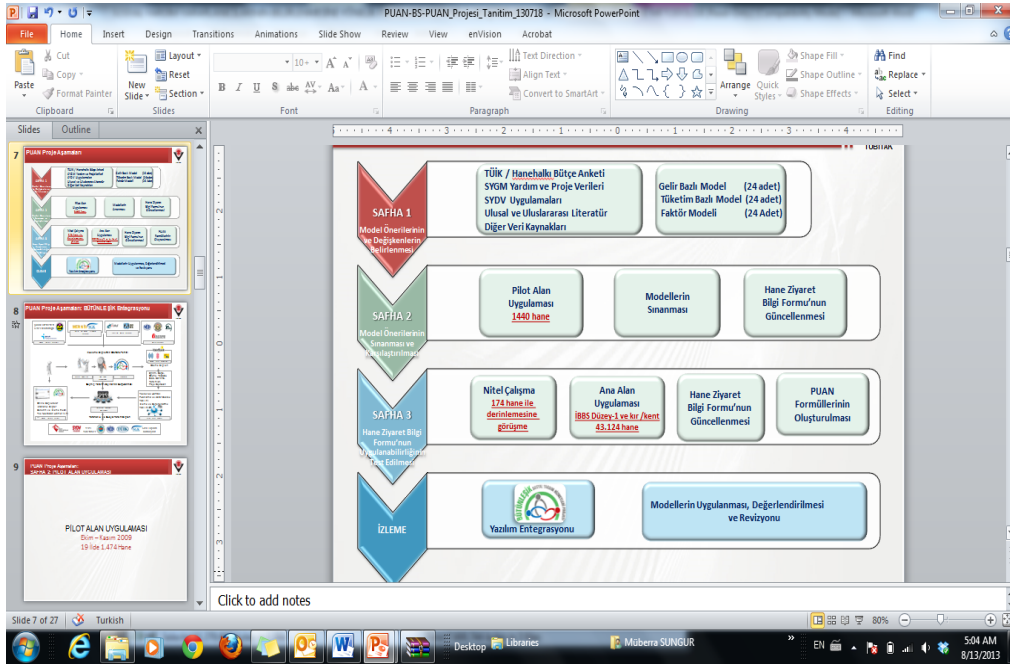 PUAN-BS-PUAN_Projesi_Tanitim_130718 - Microsoft PowerPoint
File Home Insert Design Transitions Animations Slide Show Review View enVision Acrobat
Paste
Cut
Copy
Format Painter
Clipboard
New
Slide
Layout
Reset
Section
Slides
10
Font
Text Direction
Align Text
Convert to SmartArt
Paragraph
Arrange
Quick
Styles
Shape Fill
Shape Outline
Shape Effects
Drawing
Find
Replace
Select
Editing
Slides Outline
7
PUAN Proje Aşamaları
8
PUAN Proje Aşamaları: BÜTÜNLEŞİK Entegrasyonu
9
PUAN Proje Aşamaları:
SAFHA 2: PİLOT ALAN UYGULAMASI
PİLOT ALAN UYGULAMASI
Ekim – Kasım 2009
19 ilde 1.474 Hane
TÜBİTAK
SAFHA 1
Model Önerilerinin
ve Değişkenlerin
Belirlenmesi
TÜİK / Hanehalkı Bütçe Anketi
SYGM Yardım ve Proje Verileri
SYDV Uygulamaları
Ulusal ve Uluslararası Literatür
Diğer Veri Kaynakları
Gelir Bazlı Model (24 adet)
Tüketim Bazlı Model (24 adet)
Faktör Modeli (24 Adet)
SAFHA 2
Model Önerilerinin
Sınanması ve
Karşılaştırılması
Pilot Alan
Uygulaması
1440 hane
Modellerin
Sınanması
Hane Ziyaret
Bilgi Formu'nun
Güncellenmesi
SAFHA 3
Hane Ziyaret Bilgi
Formu'nun
Uygulanabilirliğinin
Test Edilmesi
Nitel Çalışma
174 hane ile
derinlemesine
görüşme
Ana Alan
Uygulaması
İBBS Düzey-1 ve kır /kent
43.124 hane
Hane Ziyaret
Bilgi Formu'nun
Güncellenmesi
PUAN
Formüllerinin
Oluşturulması
İZLEME
BÜTÜNLEŞİK
Yazılım Entegrasyonu
Modellerin Uygulanması, Değerlendirilmesi
ve Revizyonu
Click to add notes
Slide 7 of 27 Turkish 80%
Desktop Libraries Müberra SUNGUR EN 5:04 AM
8/13/2013